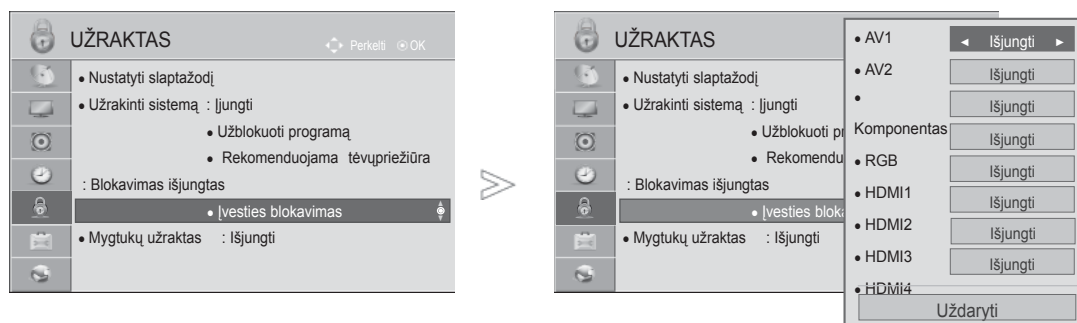 UŽRAKTAS
Perkelti OK
• Nustatyti slaptažodį
• Užrakinti sistemą : Įjungti
• Užblokuoti programą
• Rekomenduojama tėvųpriežiūra
: Blokavimas išjungtas
• Įvesties blokavimas
• Mygtukų užraktas : Išjungti
UŽRAKTAS
• Nustatyti slaptažodį
• Užrakinti sistemą : Įjungti
• Užblokuoti pr
• Rekomendu
: Blokavimas išjungtas
• Įvesties bloka
• Mygtukų užraktas : Išjungti
• AV1 ◄ Išjungti ►
• AV2 Išjungti
• Išjungti
Komponentas Išjungti
• RGB Išjungti
• HDMI1 Išjungti
• HDMI2 Išjungti
• HDMI3 Išjungti
• HDMI4
Uždaryti